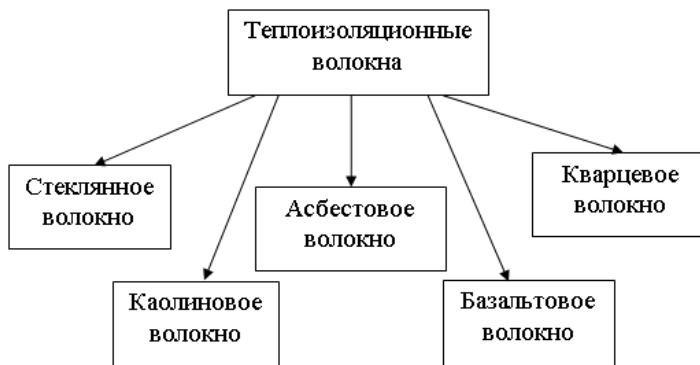 Теплоизоляционные
волокна
Стеклянное
волокно
Асбестовое
волокно
Кварцевое
волокно
Каолиновое
волокно
Базальтовое
волокно